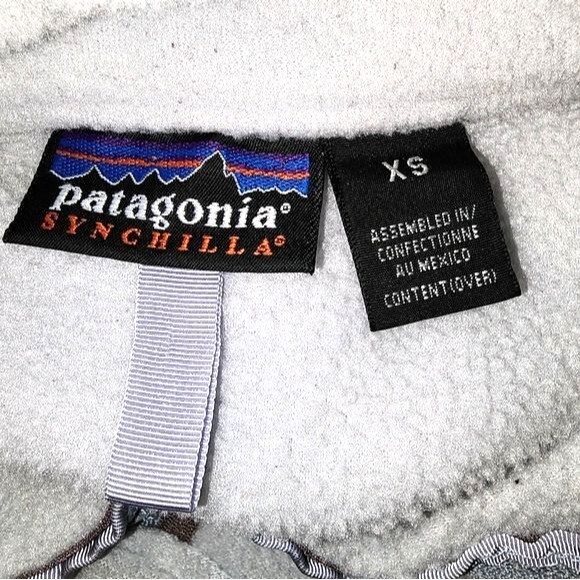 patagonia®
SYNCHILLA®
XS
ASSEMBLED IN/
CONFECTIONNE
AU MEXICO
CONTENT(OVER)